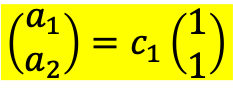 (a₁ a₂) = c₁ (1 1)